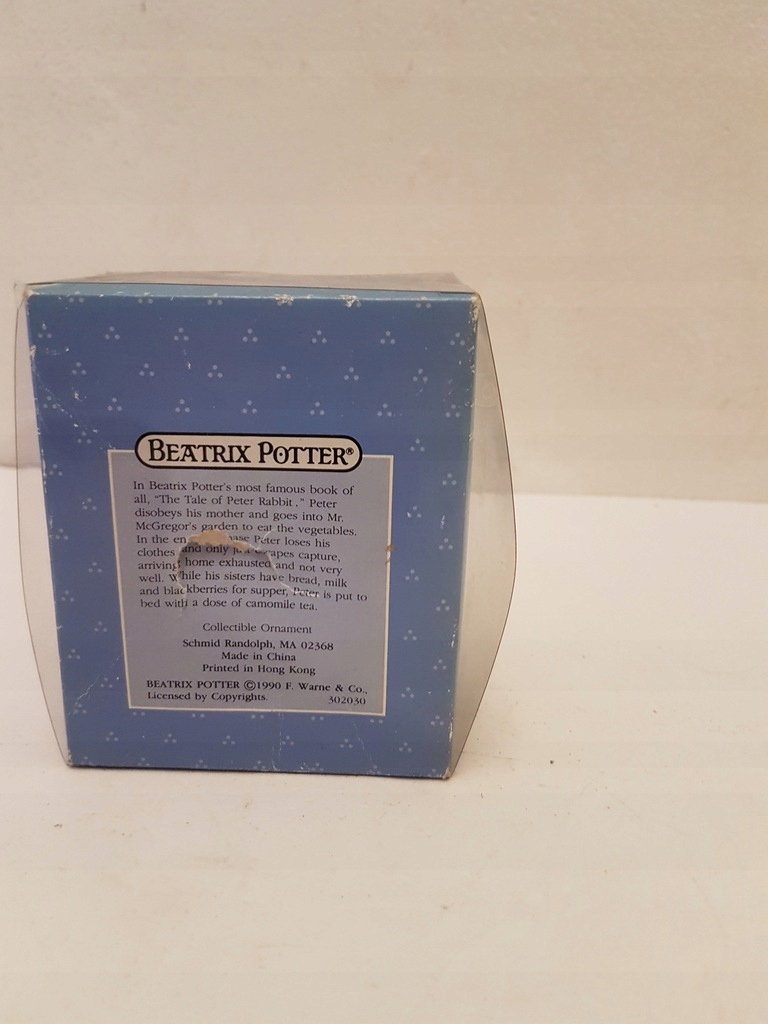 BEATRIX POTTER®
In Beatrix Potter's most famous book of
all, "The Tale of Peter Rabbit," Peter
disobeys his mother and goes into Mr.
McGregor's garden to eat the vegetables.
In the Peter loses his
clothes and only just escapes capture,
arriving home exhausted and not very
well. While his sisters have bread, milk
and blackberries for supper, Peter is put to
bed with a dose of camomile tea.
Collectible Ornament
Schmid Randolph, MA 02368
Made in China
Printed in Hong Kong
BEATRIX POTTER ©1990 F. Warne & Co.,
Licensed by Copyrights. 302030